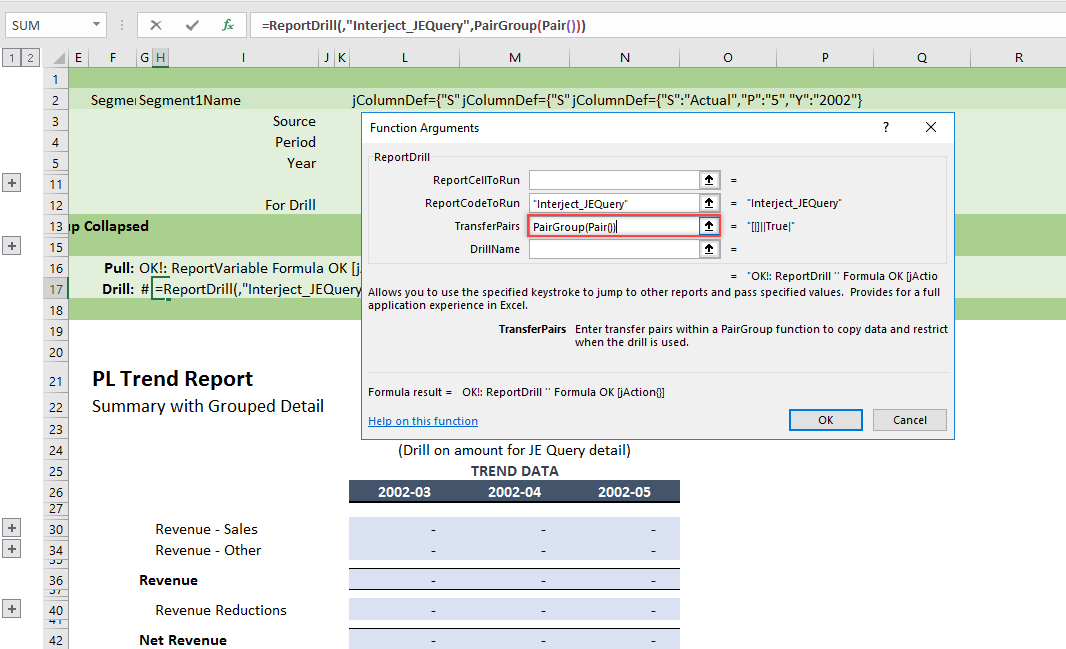 SUM
=ReportDrill(,"Interject_JEQuery",PairGroup(Pair()))
1 2 E F G H I J K L M N O P Q R
1
2 Segme Segment1Name jColumnDef={"S" jColumnDef={"S" jColumnDef={"S":"Actual","P":"5","Y":"2002"}
3 Source
4 Period
5 Year
11
12 For Drill
13 p Collapsed
15
16 Pull: OK!: ReportVariable Formula OK [j
17 Drill: # =ReportDrill(,"Interject_JEQuery
18
19
20
21 PL Trend Report
22 Summary with Grouped Detail
23
24 (Drill on amount for JE Query detail)
25 TREND DATA
26 2002-03 2002-04 2002-05
27
30 Revenue - Sales - - -
34 Revenue - Other - - -
35
36 Revenue - - -
37
40 Revenue Reductions - - -
41
42 Net Revenue - - -
Function Arguments ?
ReportDrill
ReportCellToRun =
ReportCodeToRun "Interject_JEQuery" = "Interject_JEQuery"
TransferPairs PairGroup(Pair()) = "[[]||True|"
DrillName =
= "OK!: ReportDrill `` Formula OK [jActio
Allows you to use the specified keystroke to jump to other reports and pass specified values. Provides for a full
application experience in Excel.
TransferPairs Enter transfer pairs within a PairGroup function to copy data and restrict
when the drill is used.
Formula result = OK!: ReportDrill `` Formula OK [jAction{}]
Help on this function
OK Cancel